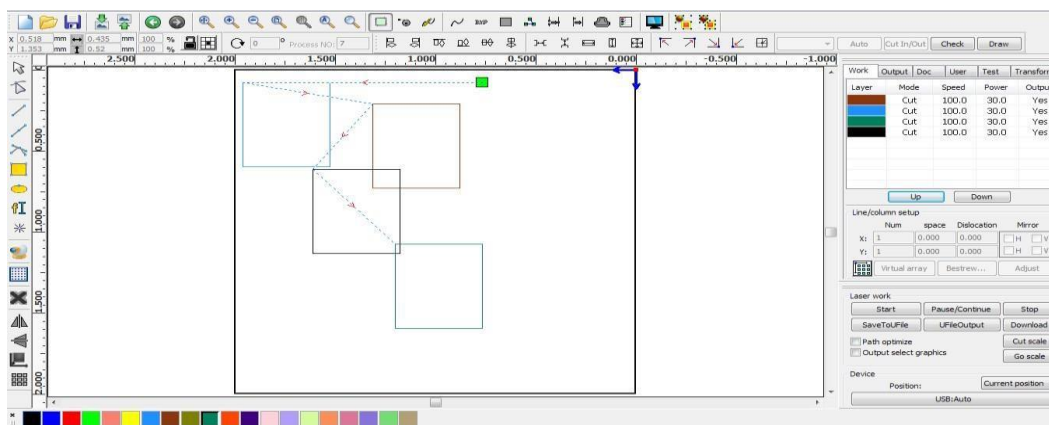 BMP
X 0.518 mm 0.435 mm 100 % 0 ° Process NO: 7 Auto Cut In/Out Check Draw
Y 1.353 mm 0.52 mm 100 %
2.500 2.000 1.500 1.000 0.500 0.000 -0.500 -1.000
0.500
1.000
1.500
2.000
Work Output Doc User Test Transform
Layer Mode Speed Power Outpu
Cut 100.0 30.0 Yes
Cut 100.0 30.0 Yes
Cut 100.0 30.0 Yes
Cut 100.0 30.0 Yes
Up Down
Line/column setup
Num space Dislocation Mirror
X: 1 0.000 0.000 H V
Y: 1 0.000 0.000 H V
Virtual array Bestrew... Adjust
Laser work
Start Pause/Continue Stop
SaveToUFile UFileOutput Download
Path optimize Cut scale
Output select graphics Go scale
Device
Position: Current position
USB:Auto